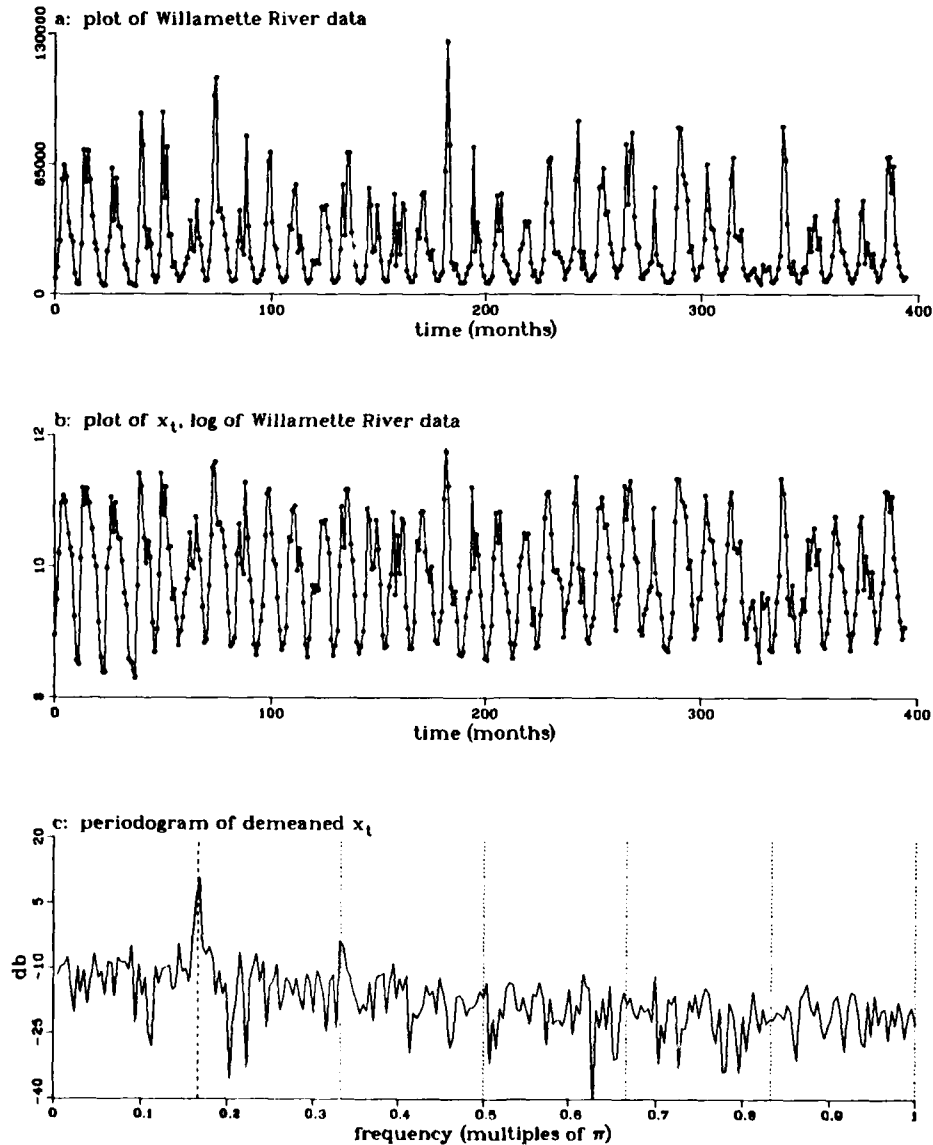 a: plot of Willamette River data
130000
65000
0
0 100 200 300 400
time (months)
b: plot of x_t, log of Willamette River data
12
10
8
0 100 200 300 400
time (months)
c: periodogram of demeaned x_t
20
5
-10
-25
-40
db
0 0.1 0.2 0.3 0.4 0.5 0.6 0.7 0.8 0.9 1
frequency (multiples of π)